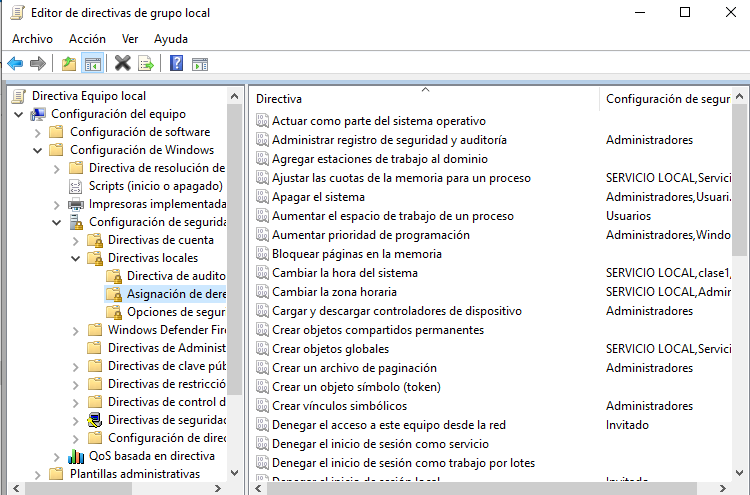 Editor de directivas de grupo local
Archivo Acción Ver Ayuda
Directiva Equipo local
Configuración del equipo
Configuración de software
Configuración de Windows
Directiva de resolución de
Scripts (inicio o apagado)
Impresoras implementada
Configuración de segurida
Directivas de cuenta
Directivas locales
Directiva de audito
Asignación de dere
Opciones de segur
Windows Defender Fire
Directivas de Administ
Directivas de clave púb
Directivas de restricció
Directivas de control d
Directivas de seguridad
Configuración de direc
QoS basada en directiva
Plantillas administrativas
Directiva Configuración de segur
Actuar como parte del sistema operativo
Administrar registro de seguridad y auditoría Administradores
Agregar estaciones de trabajo al dominio
Ajustar las cuotas de la memoria para un proceso SERVICIO LOCAL,Servici
Apagar el sistema Administradores,Usuari.
Aumentar el espacio de trabajo de un proceso Usuarios
Aumentar prioridad de programación Administradores,Windo
Bloquear páginas en la memoria
Cambiar la hora del sistema SERVICIO LOCAL,clase1,
Cambiar la zona horaria SERVICIO LOCAL,Admir
Cargar y descargar controladores de dispositivo Administradores
Crear objetos compartidos permanentes
Crear objetos globales SERVICIO LOCAL,Servici
Crear un archivo de paginación Administradores
Crear un objeto símbolo (token)
Crear vínculos simbólicos Administradores
Denegar el acceso a este equipo desde la red Invitado
Denegar el inicio de sesión como servicio
Denegar el inicio de sesión como trabajo por lotes
Denegar el inicio de sesión local Invitado